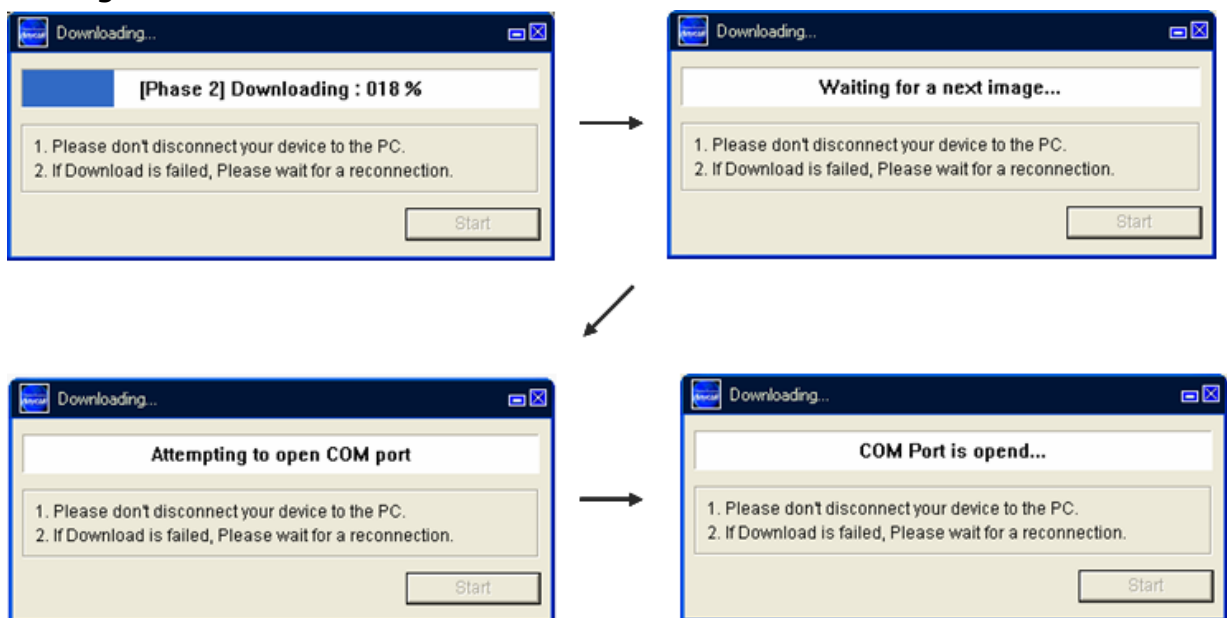 Downloading...
[Phase 2] Downloading : 018 %
1. Please don't disconnect your device to the PC.
2. If Download is failed, Please wait for a reconnection.
Start
Downloading...
Waiting for a next image...
1. Please don't disconnect your device to the PC.
2. If Download is failed, Please wait for a reconnection.
Start
Downloading...
Attempting to open COM port
1. Please don't disconnect your device to the PC.
2. If Download is failed, Please wait for a reconnection.
Start
Downloading...
COM Port is opend...
1. Please don't disconnect your device to the PC.
2. If Download is failed, Please wait for a reconnection.
Start